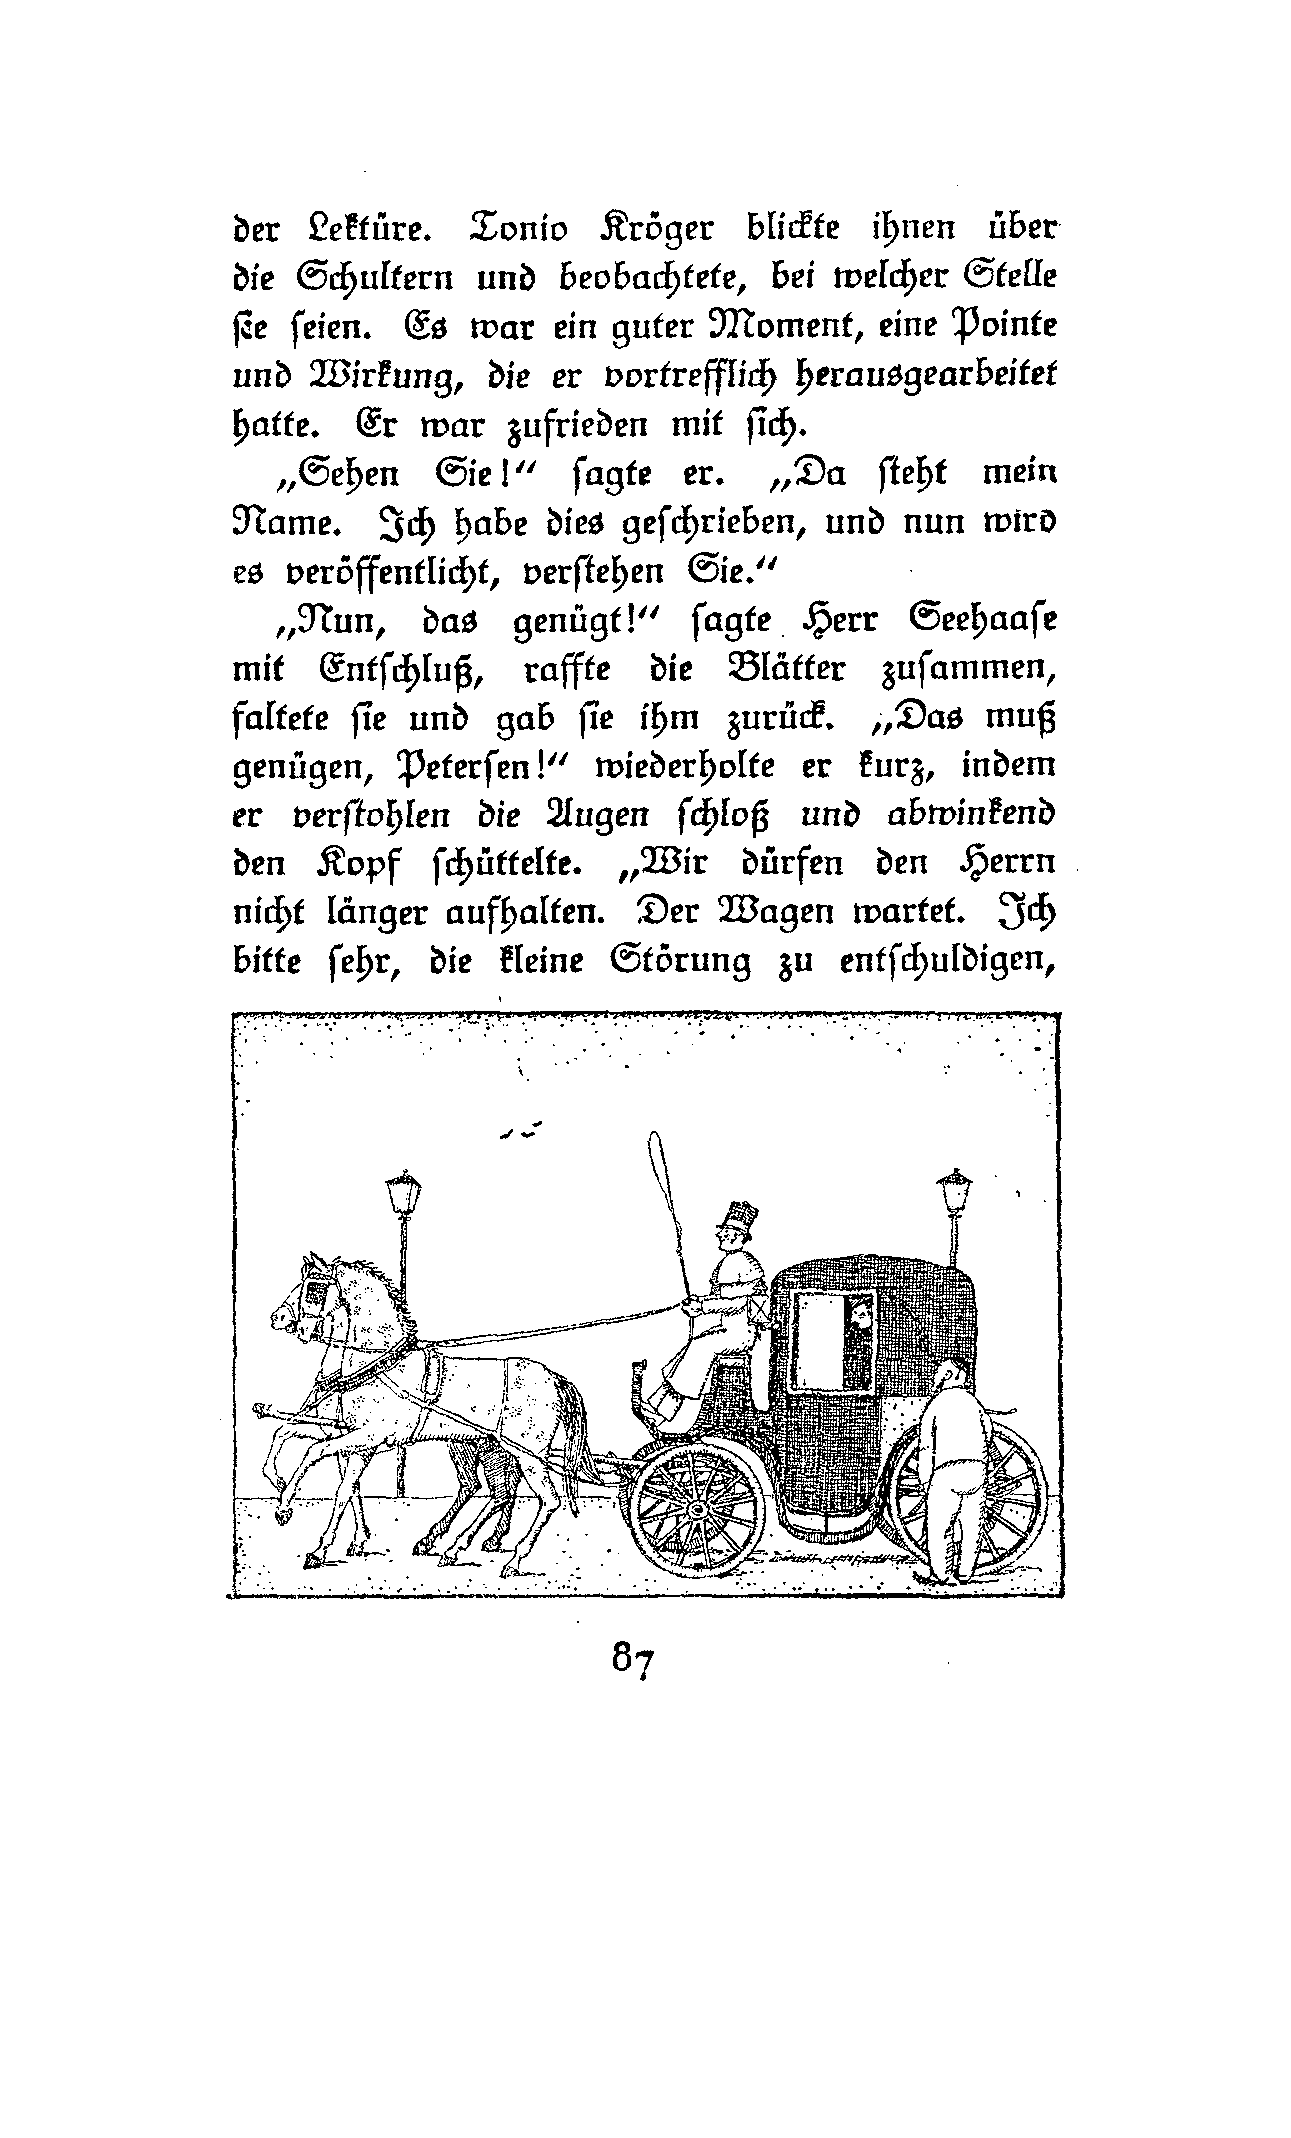 der Lektüre. Tonio Kröger blickte ihnen über
die Schultern und beobachtete, bei welcher Stelle
sie seien. Es war ein guter Moment, eine Pointe
und Wirkung, die er vortrefflich herausgearbeitet
hatte. Er war zufrieden mit sich.
„Sehen Sie!“ sagte er. „Da steht mein
Name. Ich habe dies geschrieben, und nun wird
es veröffentlicht, verstehen Sie.“
„Nun, das genügt!“ sagte Herr Seehaase
mit Entschluß, raffte die Blätter zusammen,
faltete sie und gab sie ihm zurück. „Das muß
genügen, Petersen!“ wiederholte er kurz, indem
er verstohlen die Augen schloß und abwinkend
den Kopf schüttelte. „Wir dürfen den Herrn
nicht länger aufhalten. Der Wagen wartet. Ich
bitte sehr, die kleine Störung zu entschuldigen,
87